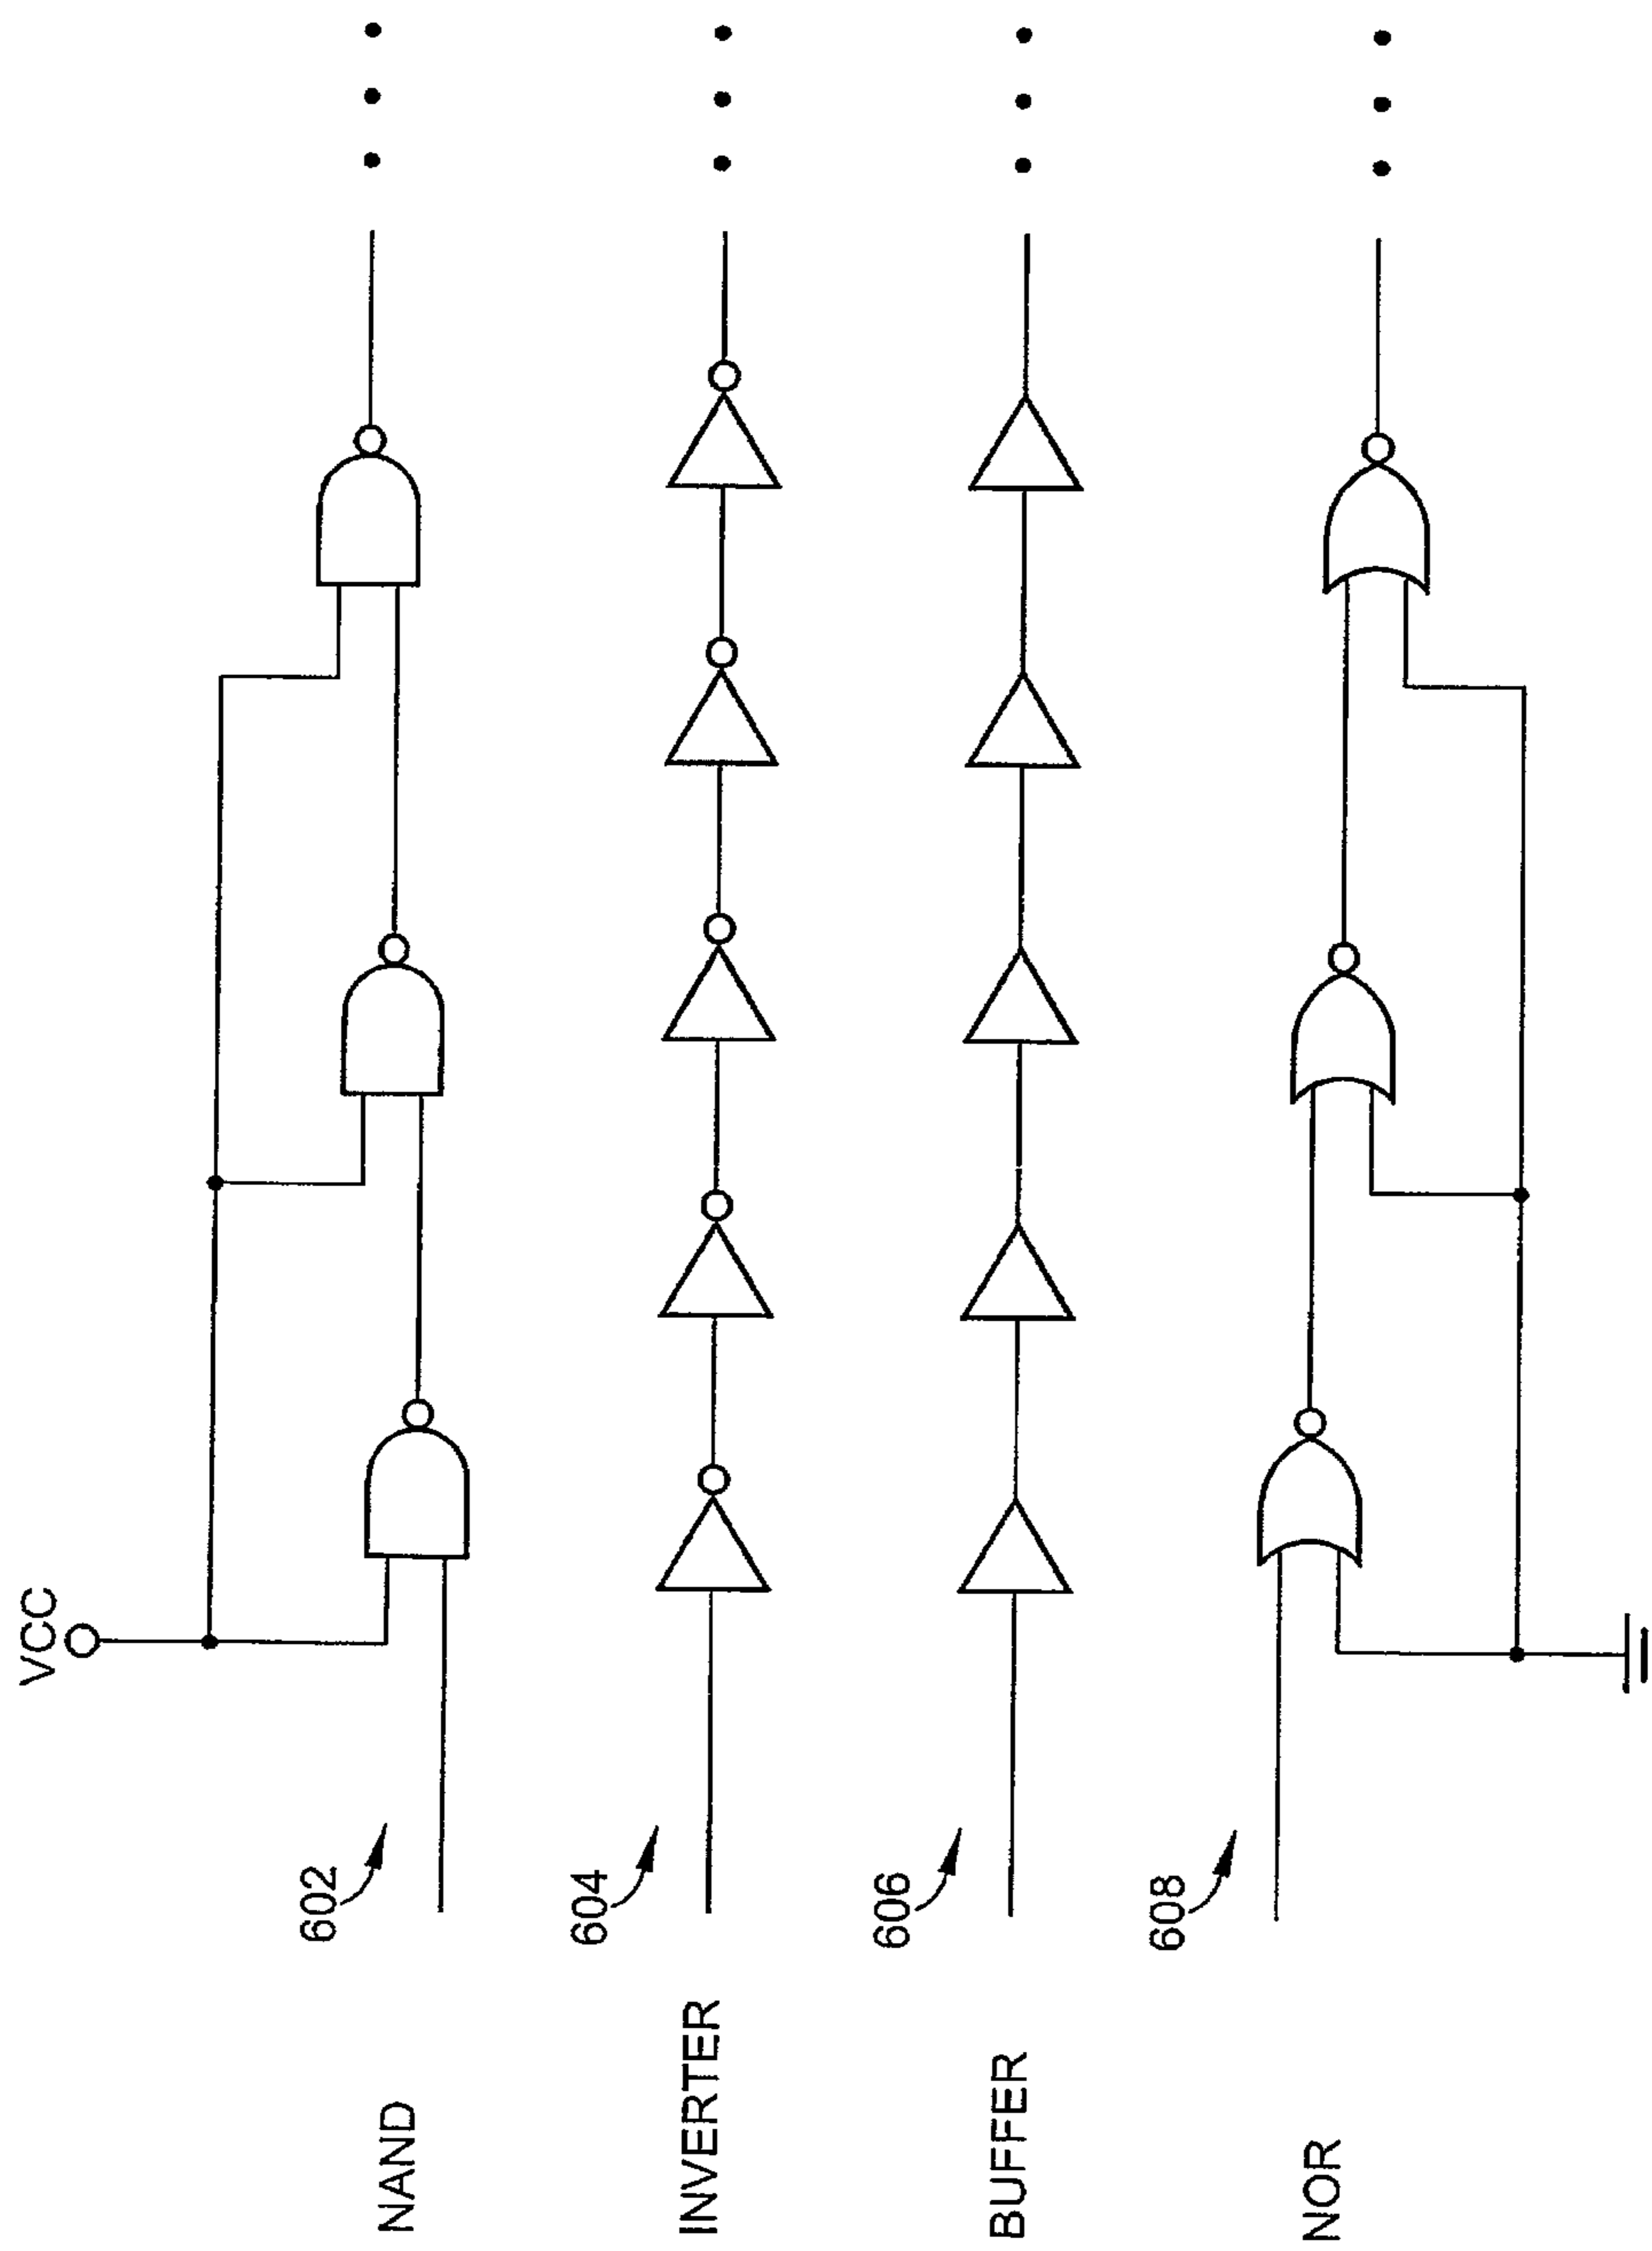 VCC
NAND
602
INVERTER
604
BUFFER
606
NOR
608